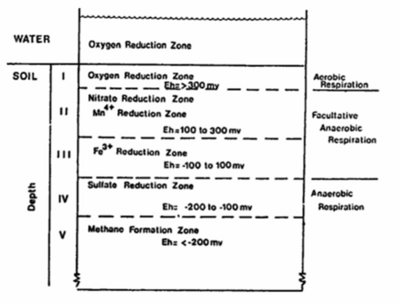 WATER
Oxygen Reduction Zone
SOIL
I
Oxygen Reduction Zone
Eh=>300 mv
Aerobic
Respiration
II
Nitrate Reduction Zone
Mn4+ Reduction Zone
Eh=100 to 300 mv
Facultative
Anaerobic
Respiration
III
Fe3+ Reduction Zone
Eh= -100 to 100 mv
Depth
IV
Sulfate Reduction Zone
Eh= -200 to -100 mv
Anaerobic
Respiration
V
Methane Formation Zone
Eh= <-200 mv